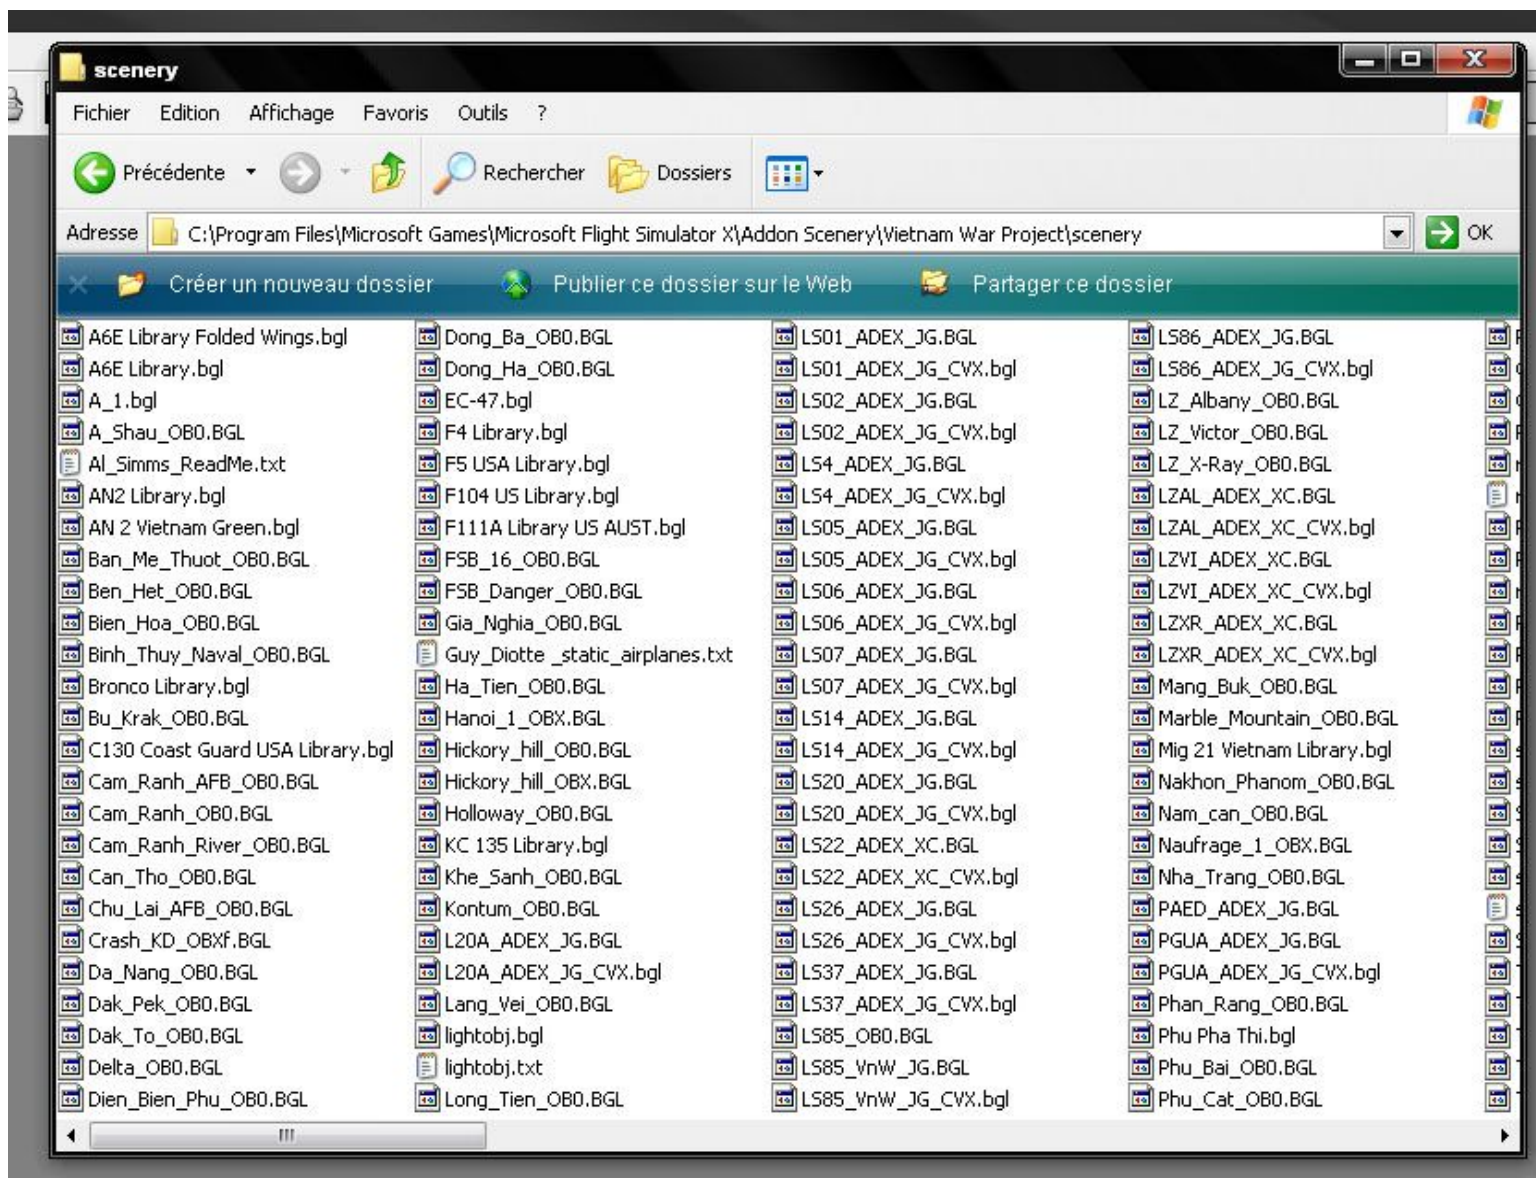 scenery
Fichier Edition Affichage Favoris Outils ?
Précédente Rechercher Dossiers
Adresse C:\Program Files\Microsoft Games\Microsoft Flight Simulator X\Addon Scenery\Vietnam War Project\scenery OK
Créer un nouveau dossier Publier ce dossier sur le Web Partager ce dossier
A6E Library Folded Wings.bgl
A6E Library.bgl
A_1.bgl
A_Shau_OB0.BGL
Al_Simms_ReadMe.txt
AN2 Library.bgl
AN 2 Vietnam Green.bgl
Ban_Me_Thuot_OB0.BGL
Ben_Het_OB0.BGL
Bien_Hoa_OB0.BGL
Binh_Thuy_Naval_OB0.BGL
Bronco Library.bgl
Bu_Krak_OB0.BGL
C130 Coast Guard USA Library.bgl
Cam_Ranh_AFB_OB0.BGL
Cam_Ranh_OB0.BGL
Cam_Ranh_River_OB0.BGL
Can_Tho_OB0.BGL
Chu_Lai_AFB_OB0.BGL
Crash_KD_OBXf.BGL
Da_Nang_OB0.BGL
Dak_Pek_OB0.BGL
Dak_To_OB0.BGL
Delta_OB0.BGL
Dien_Bien_Phu_OB0.BGL
Dong_Ba_OB0.BGL
Dong_Ha_OB0.BGL
EC-47.bgl
F4 Library.bgl
F5 USA Library.bgl
F104 US Library.bgl
F111A Library US AUST.bgl
FSB_16_OB0.BGL
FSB_Danger_OB0.BGL
Gia_Nghia_OB0.BGL
Guy_Diotte _static_airplanes.txt
Ha_Tien_OB0.BGL
Hanoi_1_OBX.BGL
Hickory_hill_OB0.BGL
Hickory_hill_OBX.BGL
Holloway_OB0.BGL
KC 135 Library.bgl
Khe_Sanh_OB0.BGL
Kontum_OB0.BGL
L20A_ADEX_JG.BGL
L20A_ADEX_JG_CVX.bgl
Lang_Vei_OB0.BGL
lightobj.bgl
lightobj.txt
Long_Tien_OB0.BGL
LS01_ADEX_JG.BGL
LS01_ADEX_JG_CVX.bgl
LS02_ADEX_JG.BGL
LS02_ADEX_JG_CVX.bgl
LS4_ADEX_JG.BGL
LS4_ADEX_JG_CVX.bgl
LS05_ADEX_JG.BGL
LS05_ADEX_JG_CVX.bgl
LS06_ADEX_JG.BGL
LS06_ADEX_JG_CVX.bgl
LS07_ADEX_JG.BGL
LS07_ADEX_JG_CVX.bgl
LS14_ADEX_JG.BGL
LS14_ADEX_JG_CVX.bgl
LS20_ADEX_JG.BGL
LS20_ADEX_JG_CVX.bgl
LS22_ADEX_XC.BGL
LS22_ADEX_XC_CVX.bgl
LS26_ADEX_JG.BGL
LS26_ADEX_JG_CVX.bgl
LS37_ADEX_JG.BGL
LS37_ADEX_JG_CVX.bgl
LS85_OB0.BGL
LS85_VnW_JG.BGL
LS85_VnW_JG_CVX.bgl
LS86_ADEX_JG.BGL
LS86_ADEX_JG_CVX.bgl
LZ_Albany_OB0.BGL
LZ_Victor_OB0.BGL
LZ_X-Ray_OB0.BGL
LZAL_ADEX_XC.BGL
LZAL_ADEX_XC_CVX.bgl
LZVI_ADEX_XC.BGL
LZVI_ADEX_XC_CVX.bgl
LZXR_ADEX_XC.BGL
LZXR_ADEX_XC_CVX.bgl
Mang_Buk_OB0.BGL
Marble_Mountain_OB0.BGL
Mig 21 Vietnam Library.bgl
Nakhon_Phanom_OB0.BGL
Nam_can_OB0.BGL
Naufrage_1_OBX.BGL
Nha_Trang_OB0.BGL
PAED_ADEX_JG.BGL
PGUA_ADEX_JG.BGL
PGUA_ADEX_JG_CVX.bgl
Phan_Rang_OB0.BGL
Phu Pha Thi.bgl
Phu_Bai_OB0.BGL
Phu_Cat_OB0.BGL